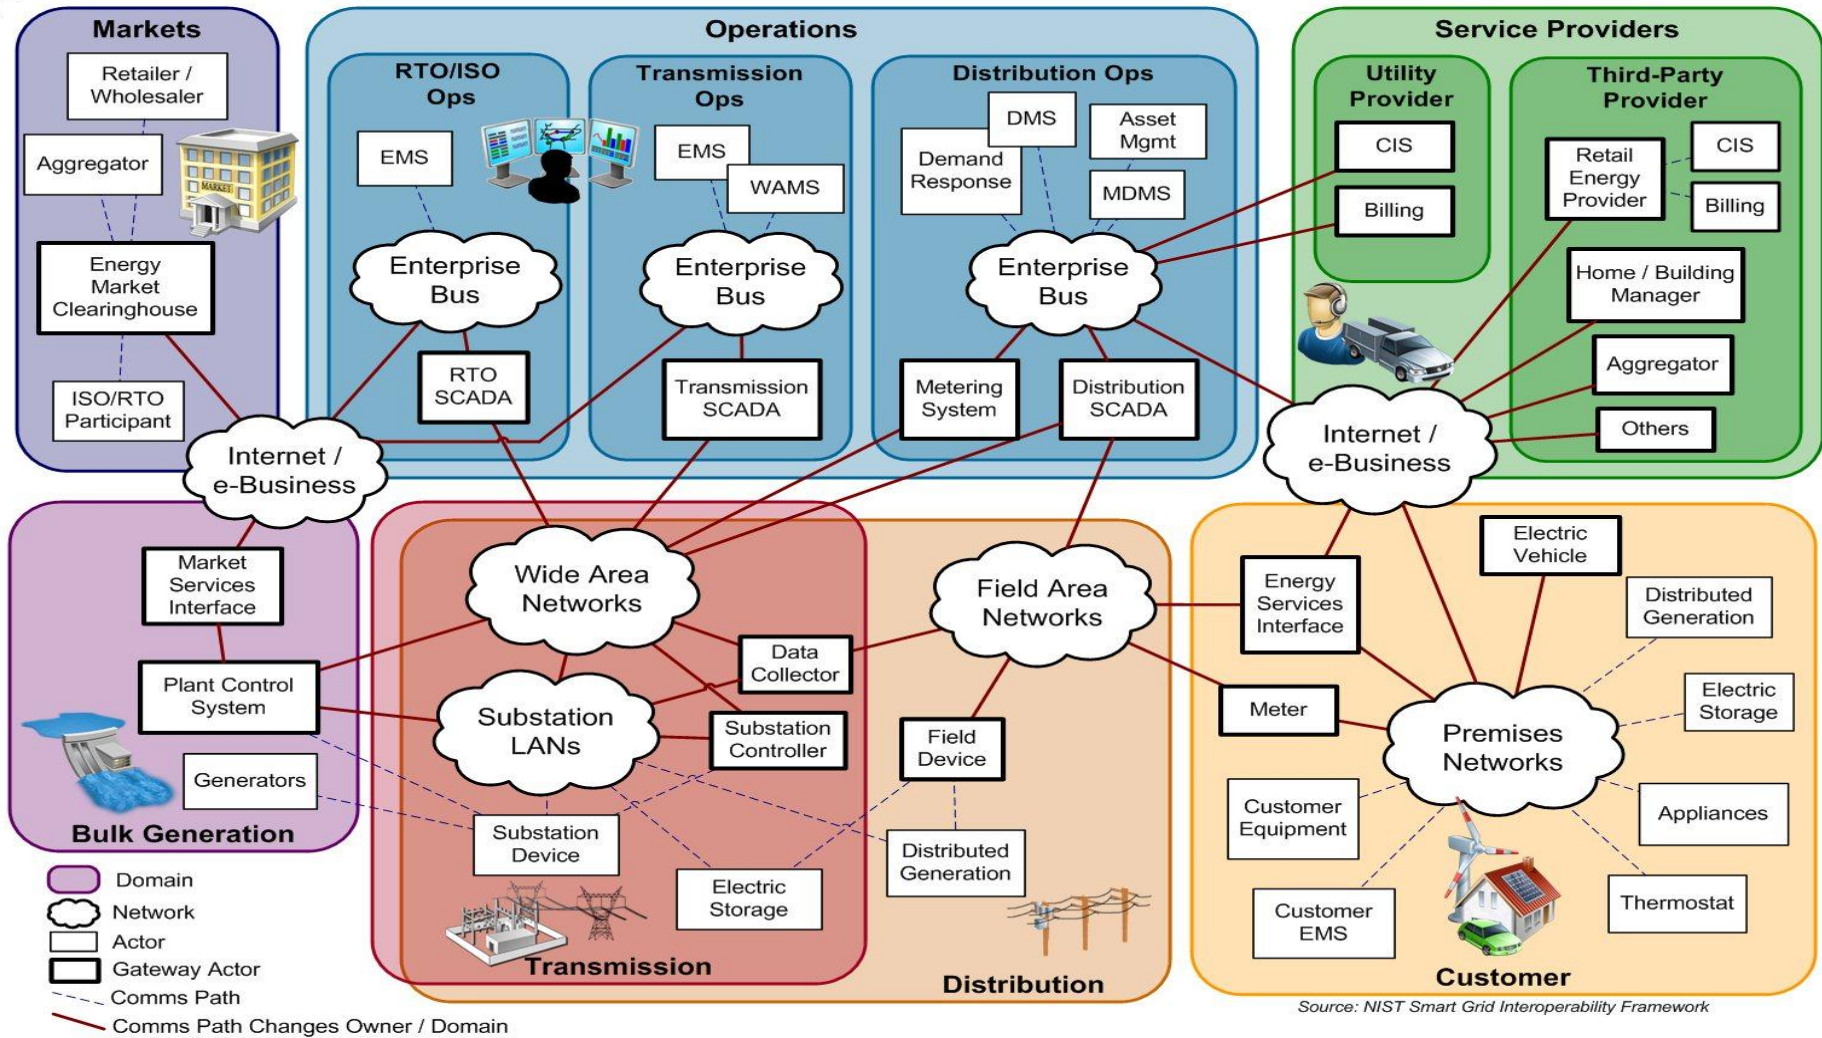 Markets
Retailer /
Wholesaler
Aggregator
MARKET
Energy
Market
Clearinghouse
ISO/RTO
Participant
Operations
RTO/ISO
Ops
EMS
Enterprise
Bus
RTO
SCADA
Transmission
Ops
EMS
WAMS
Enterprise
Bus
Transmission
SCADA
Distribution Ops
DMS
Asset
Mgmt
Demand
Response
MDMS
Enterprise
Bus
Metering
System
Distribution
SCADA
Service Providers
Utility
Provider
CIS
Billing
Third-Party
Provider
Retail
Energy
Provider
CIS
Billing
Home / Building
Manager
Aggregator
Others
Internet /
e-Business
Internet /
e-Business
Market
Services
Interface
Plant Control
System
Generators
Bulk Generation
Wide Area
Networks
Substation
LANs
Data
Collector
Substation
Controller
Substation
Device
Electric
Storage
Transmission
Field Area
Networks
Field
Device
Distributed
Generation
Distribution
Energy
Services
Interface
Meter
Electric
Vehicle
Distributed
Generation
Electric
Storage
Premises
Networks
Customer
Equipment
Appliances
Customer
EMS
Thermostat
Customer
Domain
Network
Actor
Gateway Actor
Comms Path
Comms Path Changes Owner / Domain
Source: NIST Smart Grid Interoperability Framework